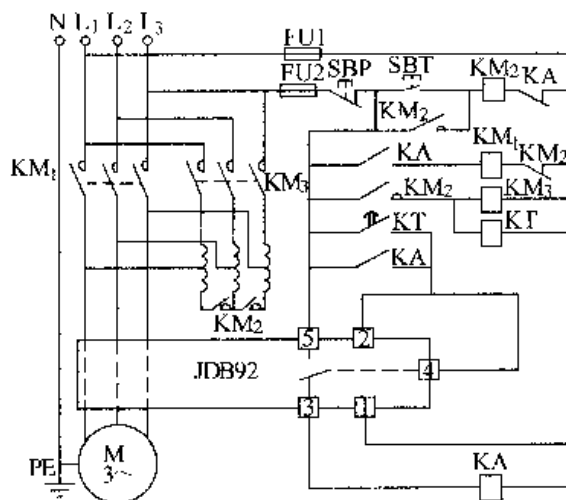 N L₁ L₂ L₃
FU1
FU2 SBP SBT KM₂ KA
KM₂
KM₁ KA KM₁ KM₂
KM₃ KM₂ KM₃
KT KT
KA
KM₂
5 2
JDB92 4
3 1
M
3~
PE KA